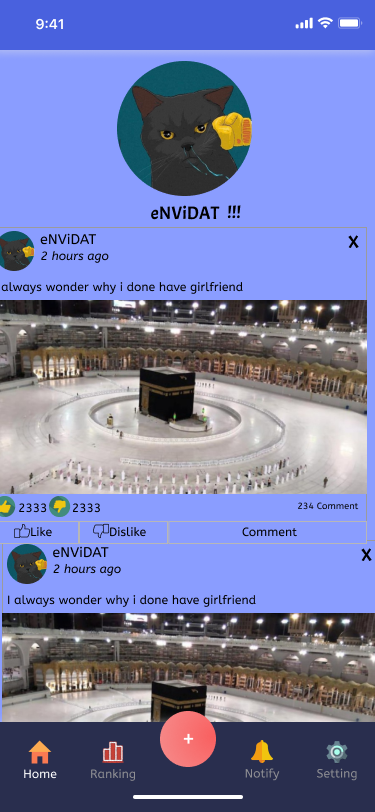 9:41
eNViDAT !!!
eNViDAT
X
2 hours ago
always wonder why i done have girlfriend
2333 2333 234 Comment
Like Dislike Comment
eNViDAT
X
2 hours ago
I always wonder why i done have girlfriend
+
Home Ranking Notify Setting